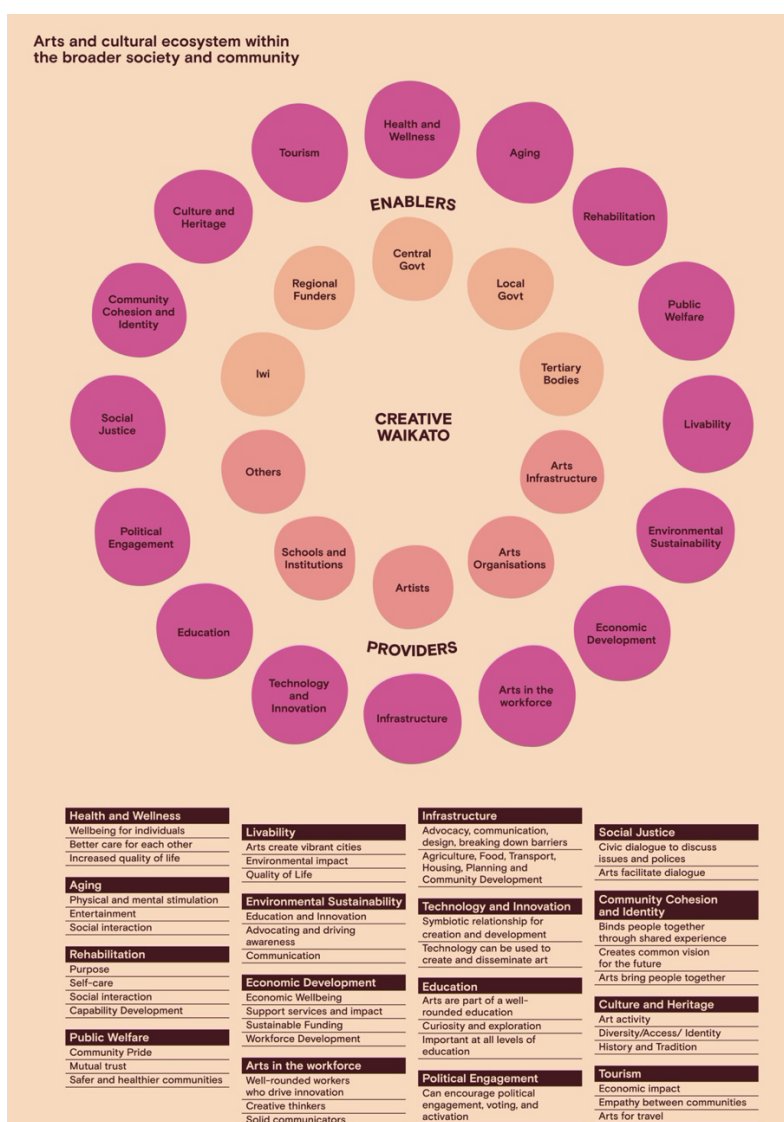 Arts and cultural ecosystem within
the broader society and community
Health and
Wellness
Tourism
Aging
Culture and
Heritage
ENABLERS
Rehabilitation
Central
Govt
Regional
Funders
Local
Govt
Community
Cohesion and
Identity
Public
Welfare
Iwi
Tertiary
Bodies
Social
Justice
CREATIVE
WAIKATO
Livability
Others
Arts
Infrastructure
Political
Engagement
Environmental
Sustainability
Schools and
Institutions
Arts
Organisations
Artists
Education
Economic
Development
PROVIDERS
Technology
and
Innovation
Arts in the
workforce
Infrastructure
Health and Wellness
Wellbeing for individuals
Better care for each other
Increased quality of life
Aging
Physical and mental stimulation
Entertainment
Social interaction
Rehabilitation
Purpose
Self-care
Social interaction
Capability Development
Public Welfare
Community Pride
Mutual trust
Safer and healthier communities
Livability
Arts create vibrant cities
Environmental impact
Quality of Life
Environmental Sustainability
Education and Innovation
Advocating and driving
awareness
Communication
Economic Development
Economic Wellbeing
Support services and impact
Sustainable Funding
Workforce Development
Arts in the workforce
Well-rounded workers
who drive innovation
Creative thinkers
Solid communicators
Infrastructure
Advocacy, communication,
design, breaking down barriers
Agriculture, Food, Transport,
Housing, Planning and
Community Development
Technology and Innovation
Symbiotic relationship for
creation and development
Technology can be used to
create and disseminate art
Education
Arts are part of a well-
rounded education
Curiosity and exploration
Important at all levels of
education
Political Engagement
Can encourage political
engagement, voting, and
activation
Social Justice
Civic dialogue to discuss
issues and polices
Arts facilitate dialogue
Community Cohesion
and Identity
Binds people together
through shared experience
Creates common vision
for the future
Arts bring people together
Culture and Heritage
Art activity
Diversity/Access/ Identity
History and Tradition
Tourism
Economic impact
Empathy between communities
Arts for travel